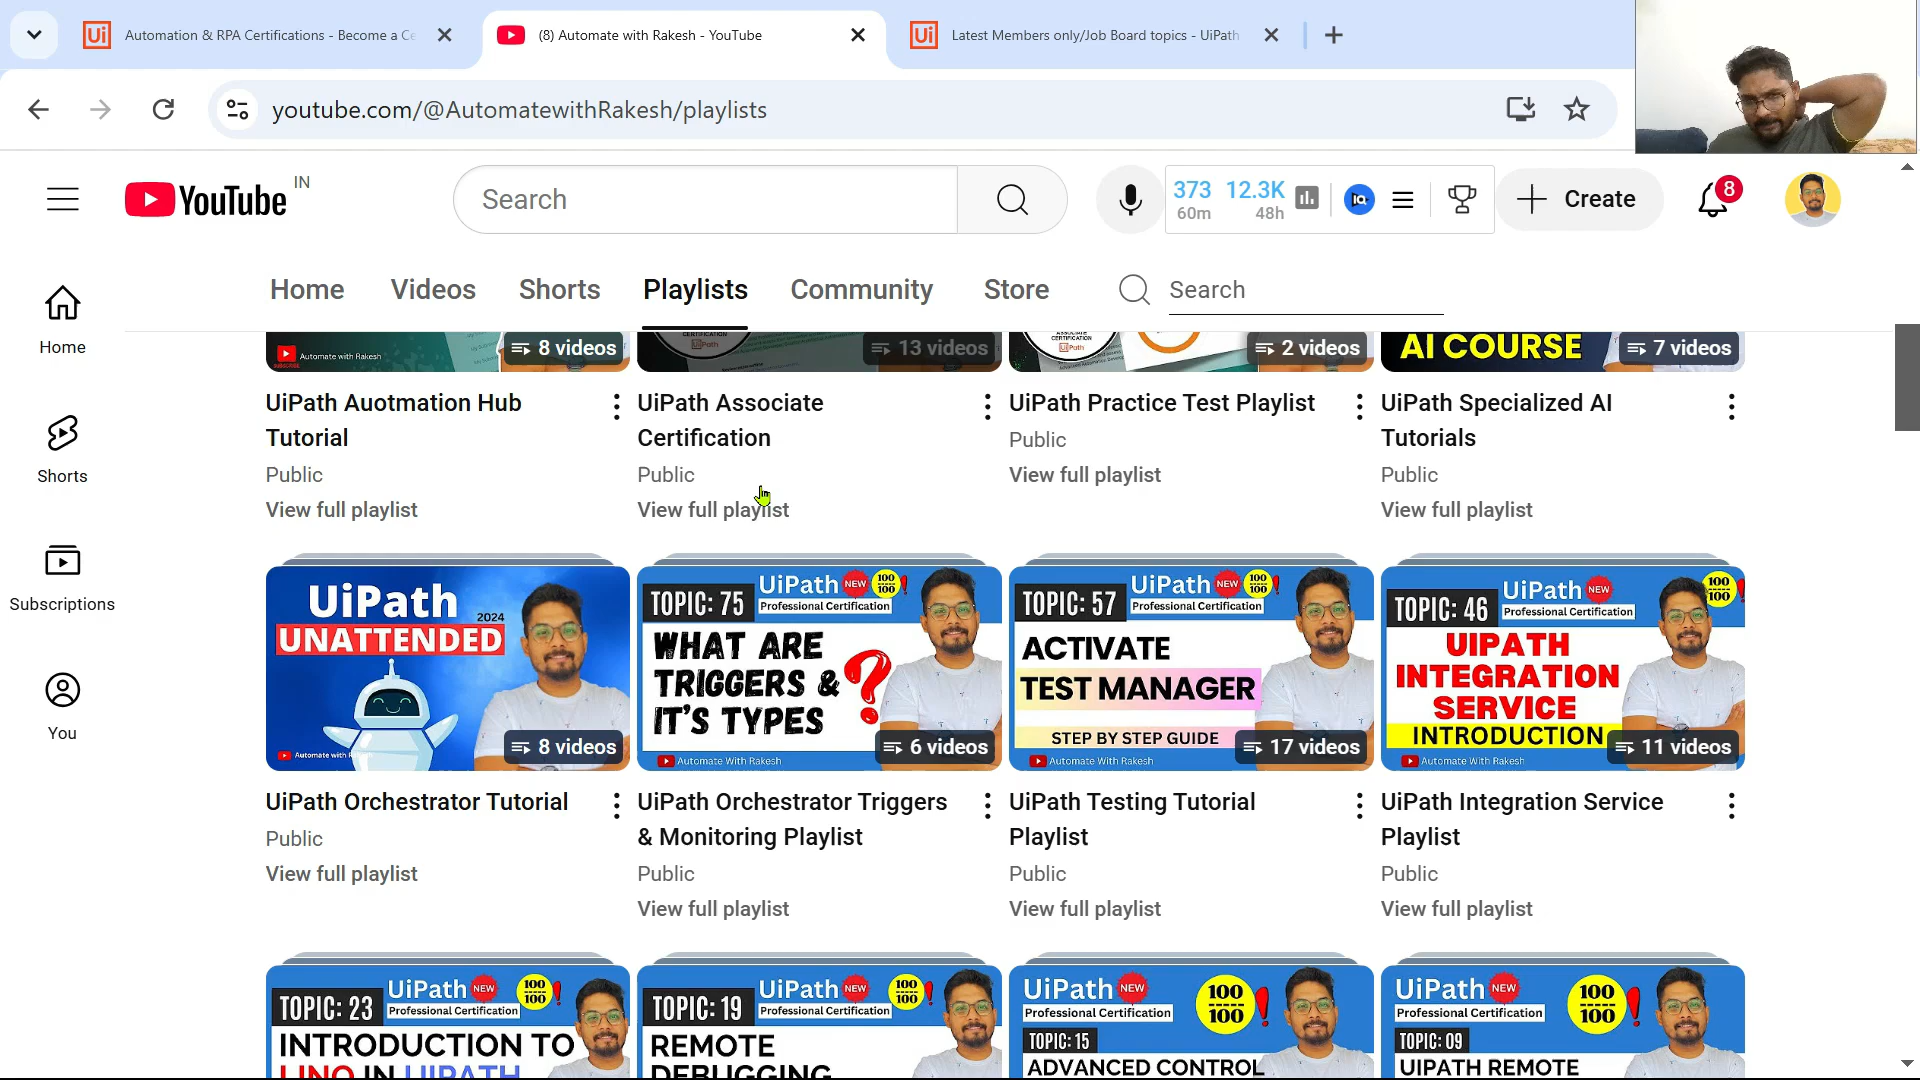 Automation & RPA Certifications - Become a Ce
(8) Automate with Rakesh - YouTube
Latest Members only/Job Board topics - UiPath
youtube.com/@AutomatewithRakesh/playlists
YouTube IN
Search
373 60m
12.3K 48h
Create
8
Home
Videos
Shorts
Playlists
Community
Store
Search
Home
Shorts
Subscriptions
You
Automate with Rakesh
8 videos
13 videos
2 videos
AI COURSE
7 videos
UiPath Auotmation Hub
Tutorial
Public
View full playlist
UiPath Associate
Certification
Public
View full playlist
UiPath Practice Test Playlist
Public
View full playlist
UiPath Specialized AI
Tutorials
Public
View full playlist
UiPath
2024
UNATTENDED
8 videos
TOPIC: 75
UiPath NEW 100 100 !
Professional Certification
WHAT ARE
TRIGGERS &
IT'S TYPES
?
6 videos
Automate With Rakesh
TOPIC: 57
UiPath NEW 100 100 !
Professional Certification
ACTIVATE
TEST MANAGER
STEP BY STEP GUIDE
17 videos
Automate With Rakesh
TOPIC: 46
UiPath NEW 100 100 !
Professional Certification
UIPATH
INTEGRATION
SERVICE
INTRODUCTION
11 videos
Automate With Rakesh
UiPath Orchestrator Tutorial
Public
View full playlist
UiPath Orchestrator Triggers
& Monitoring Playlist
Public
View full playlist
UiPath Testing Tutorial
Playlist
Public
View full playlist
UiPath Integration Service
Playlist
Public
View full playlist
TOPIC: 23
UiPath NEW 100 100 !
Professional Certification
INTRODUCTION TO
LINQ IN UIPATH
TOPIC: 19
UiPath NEW 100 100 !
Professional Certification
REMOTE
DEBUGGING
UiPath NEW 100 100 !
Professional Certification
TOPIC: 15
ADVANCED CONTROL
UiPath NEW 100 100 !
Professional Certification
TOPIC: 09
UIPATH REMOTE